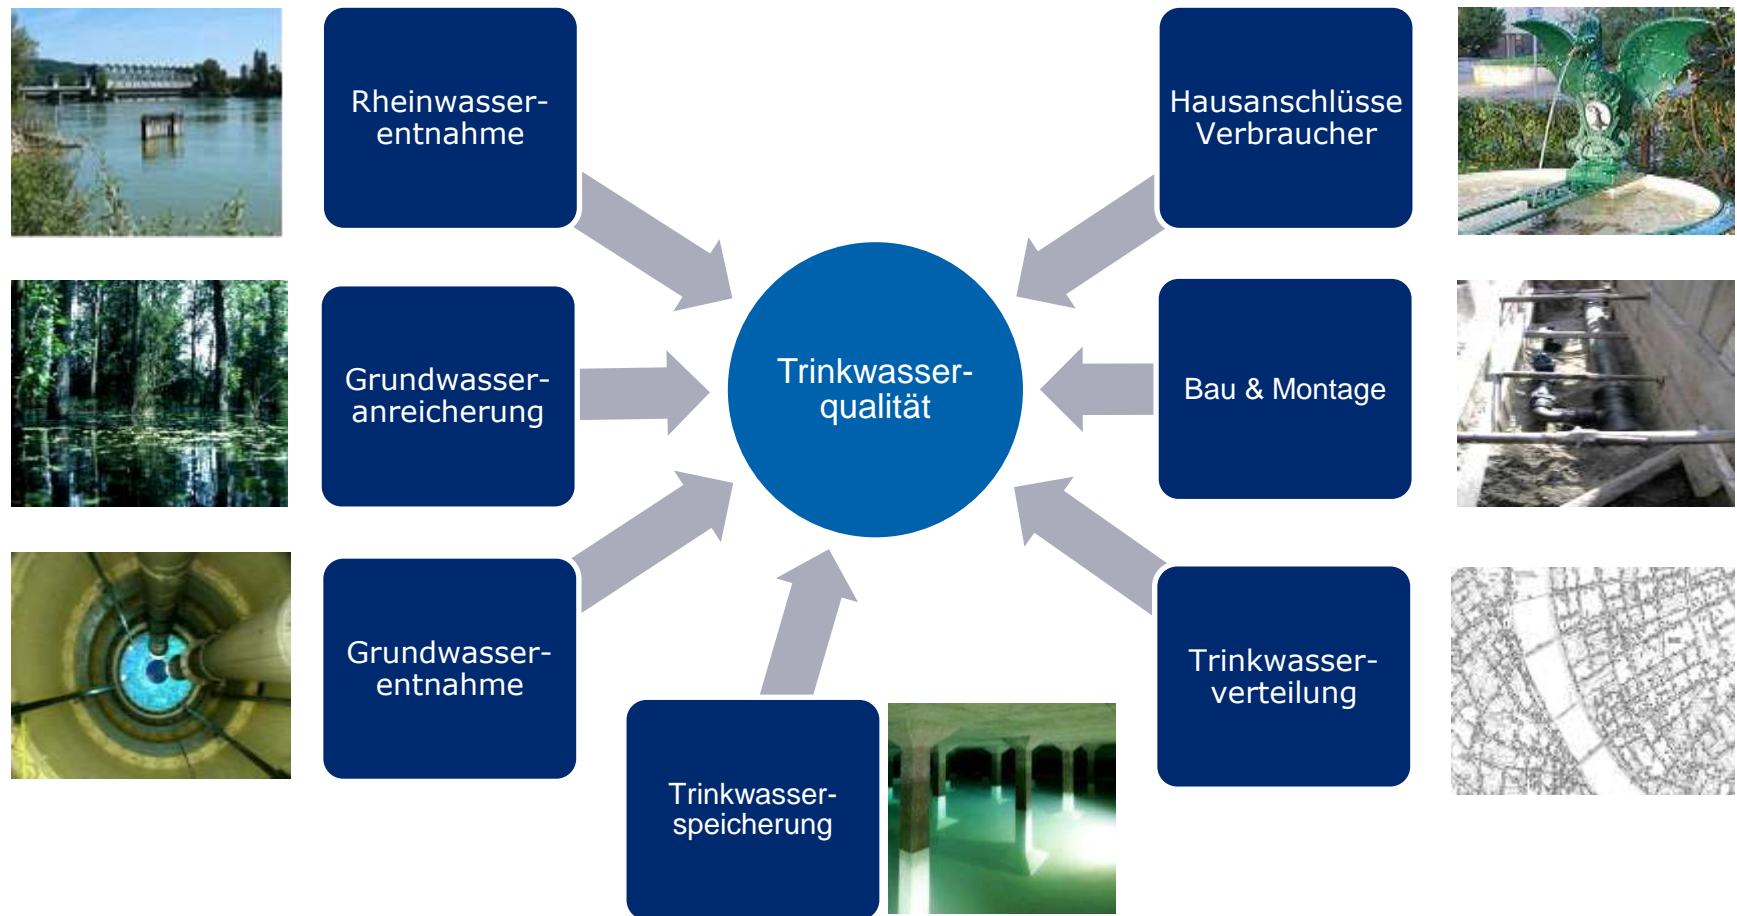 Rheinwasser-
entnahme
Hausanschlüsse
Verbraucher
Grundwasser-
anreicherung
Trinkwasser-
qualität
Bau & Montage
Grundwasser-
entnahme
Trinkwasser-
verteilung
Trinkwasser-
speicherung